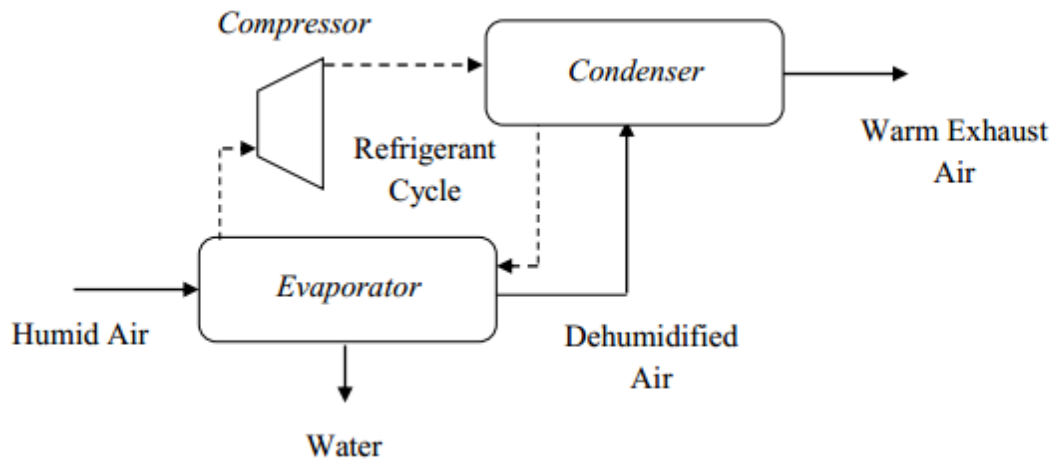 Compressor
Condenser
Warm Exhaust
Air
Refrigerant
Cycle
Evaporator
Humid Air
Dehumidified
Air
Water